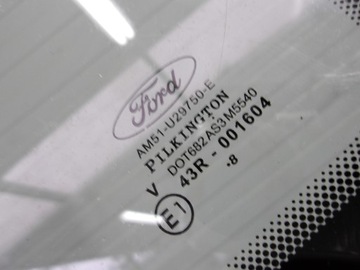 Ford
AM51-U29750-E
PILKINGTON
DOT682AS3M5540
V 43R - 001604
.8
E1